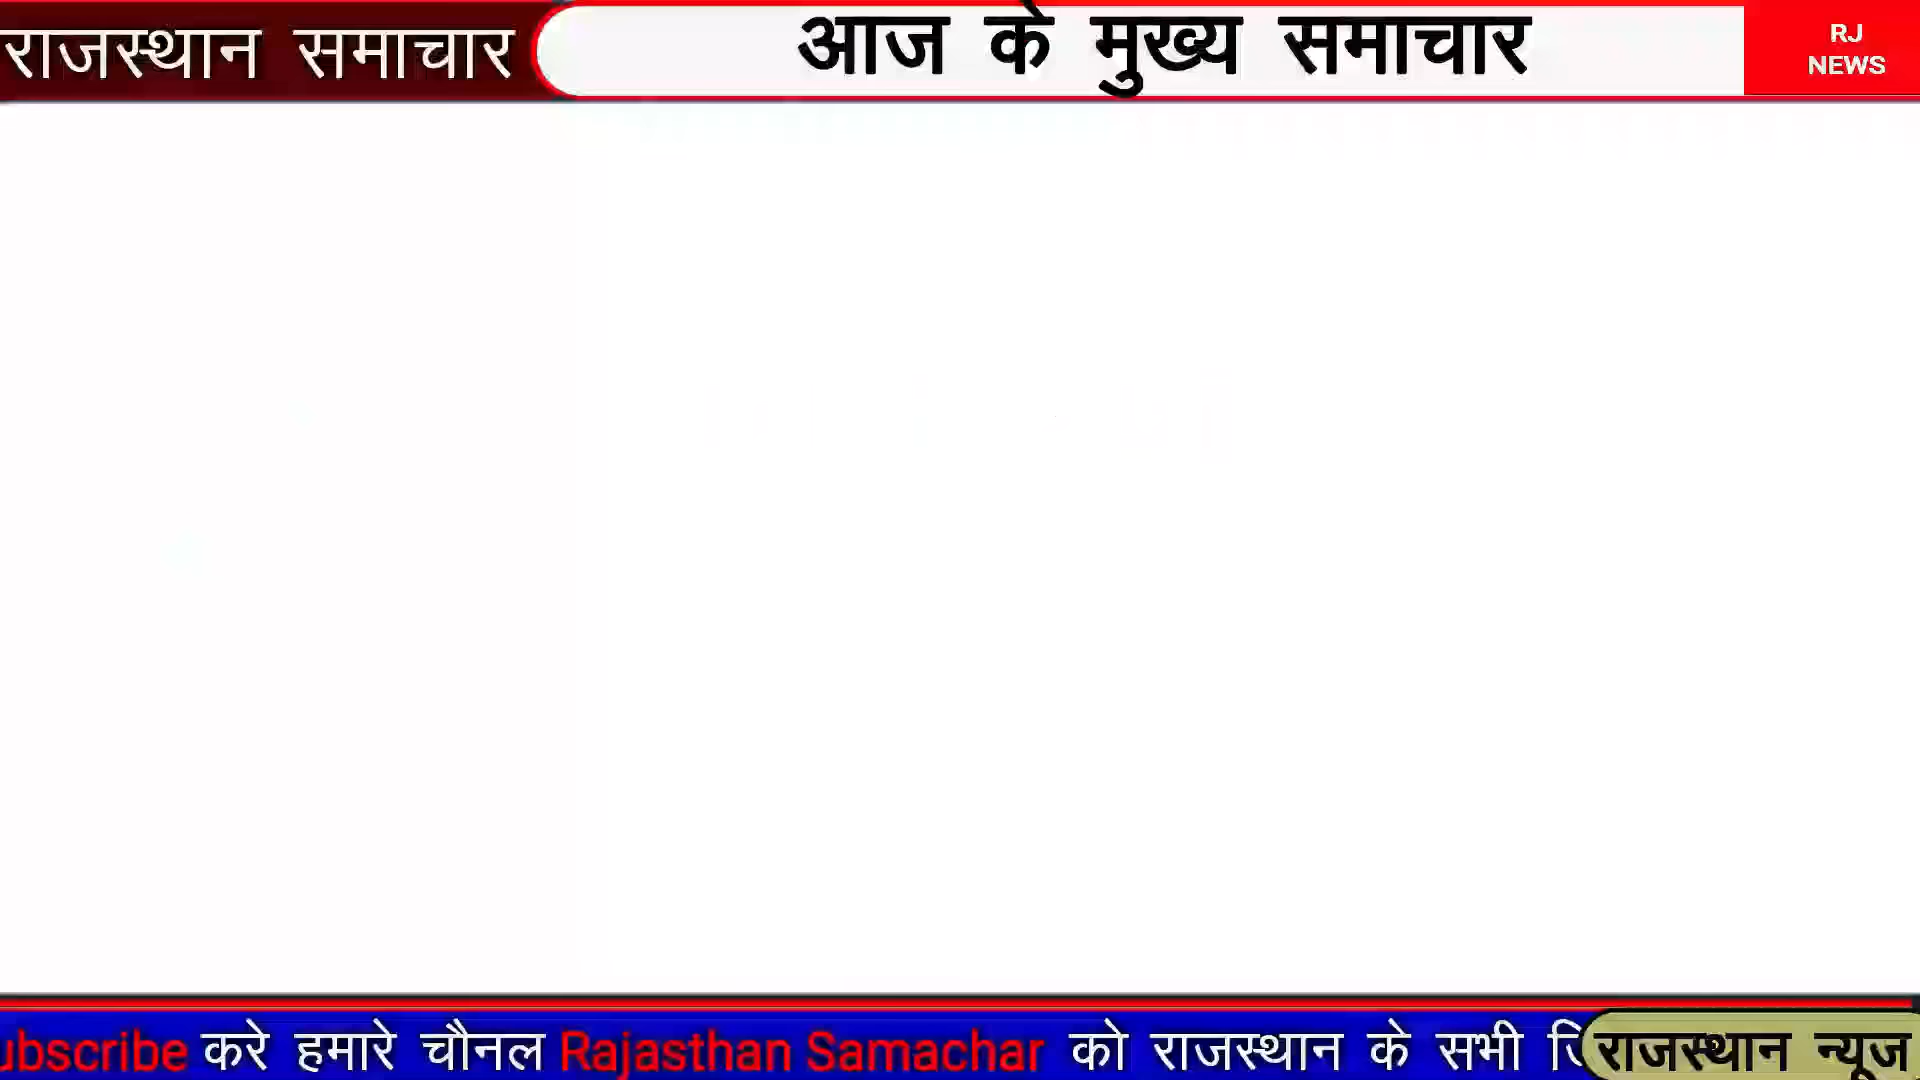 राजस्थान समाचार
आज के मुख्य समाचार
RJ
NEWS
करे हमारे चौनल Rajasthan Samachar को राजस्थान के सभी
राजस्थान न्यूज